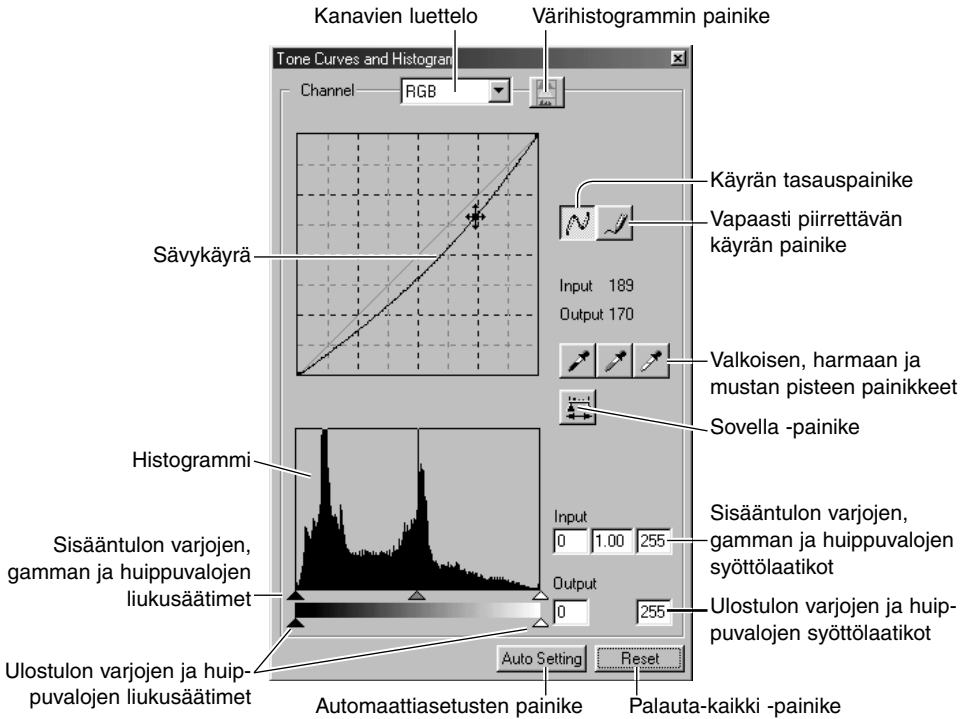 Kanavien luettelo
Värihistogrammin painike
Tone Curves and Histogram
Channel
RGB
Käyrän tasauspainike
Vapaasti piirrettävän
käyrän painike
Sävykäyrä
Input 189
Output 170
Valkoisen, harmaan ja
mustan pisteen painikkeet
Sovella -painike
Histogrammi
Input
0 1.00 255
Sisääntulon varjojen,
gamman ja huippuvalojen
syöttölaatikot
Sisääntulon varjojen,
gamman ja huippuvalojen
liukusäätimet
Output
0 255
Ulostulon varjojen ja huip-
puvalojen syöttölaatikot
Ulostulon varjojen ja huip-
puvalojen liukusäätimet
Auto Setting
Reset
Automaattiasetusten painike
Palauta-kaikki -painike